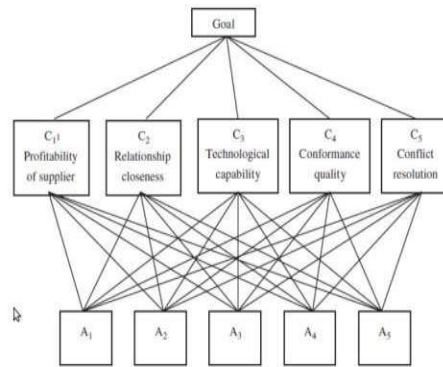 Goal
C₁¹
Profitability
of supplier
C₂
Relationship
closeness
C₃
Technological
capability
C₄
Conformance
quality
C₅
Conflict
resolution
A₁
A₂
A₃
A₄
A₅